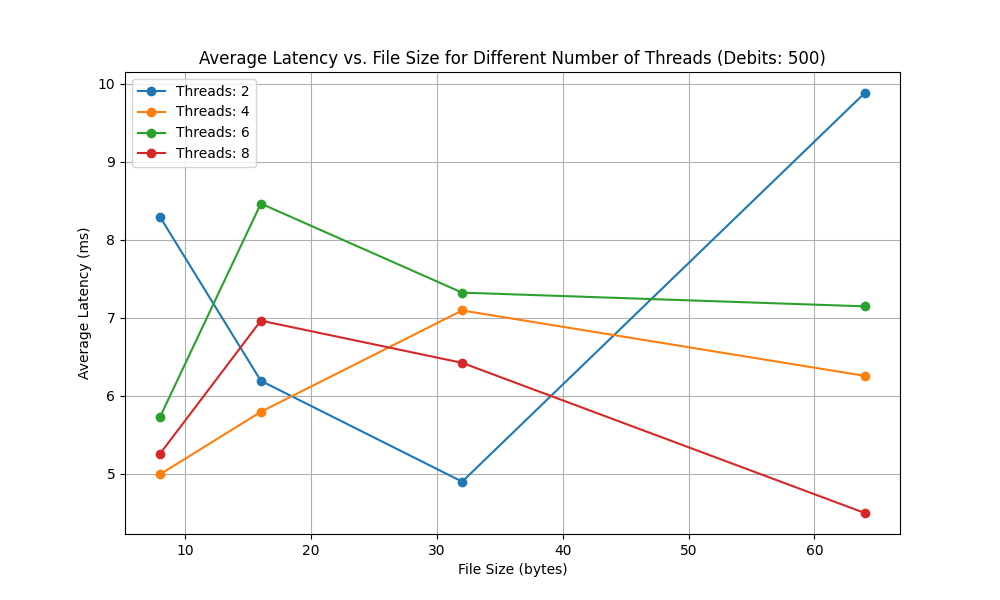 Average Latency vs. File Size for Different Number of Threads (Debits: 500)
Threads: 2
Threads: 4
Threads: 6
Threads: 8
Average Latency (ms)
10
9
8
7
6
5
10 20 30 40 50 60
File Size (bytes)